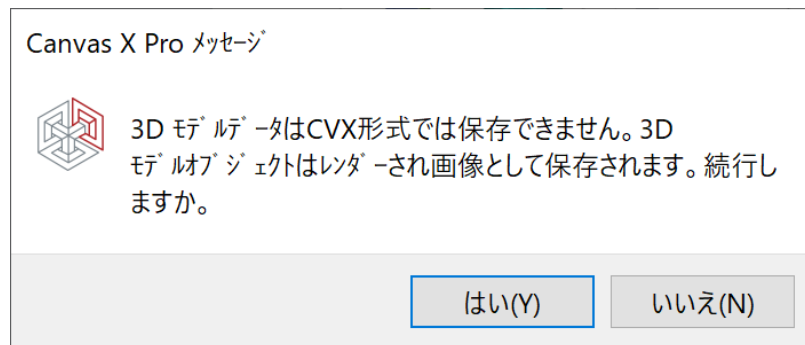 Canvas X Pro ﾒｯｾｰｼﾞ
3D ﾓﾃﾞﾙﾃﾞｰﾀはCVX形式では保存できません。3D
ﾓﾃﾞﾙｵﾌﾞｼﾞｪｸﾄはﾚﾝﾀﾞｰされ画像として保存されます。続行し
ますか。
はい(Y)
いいえ(N)